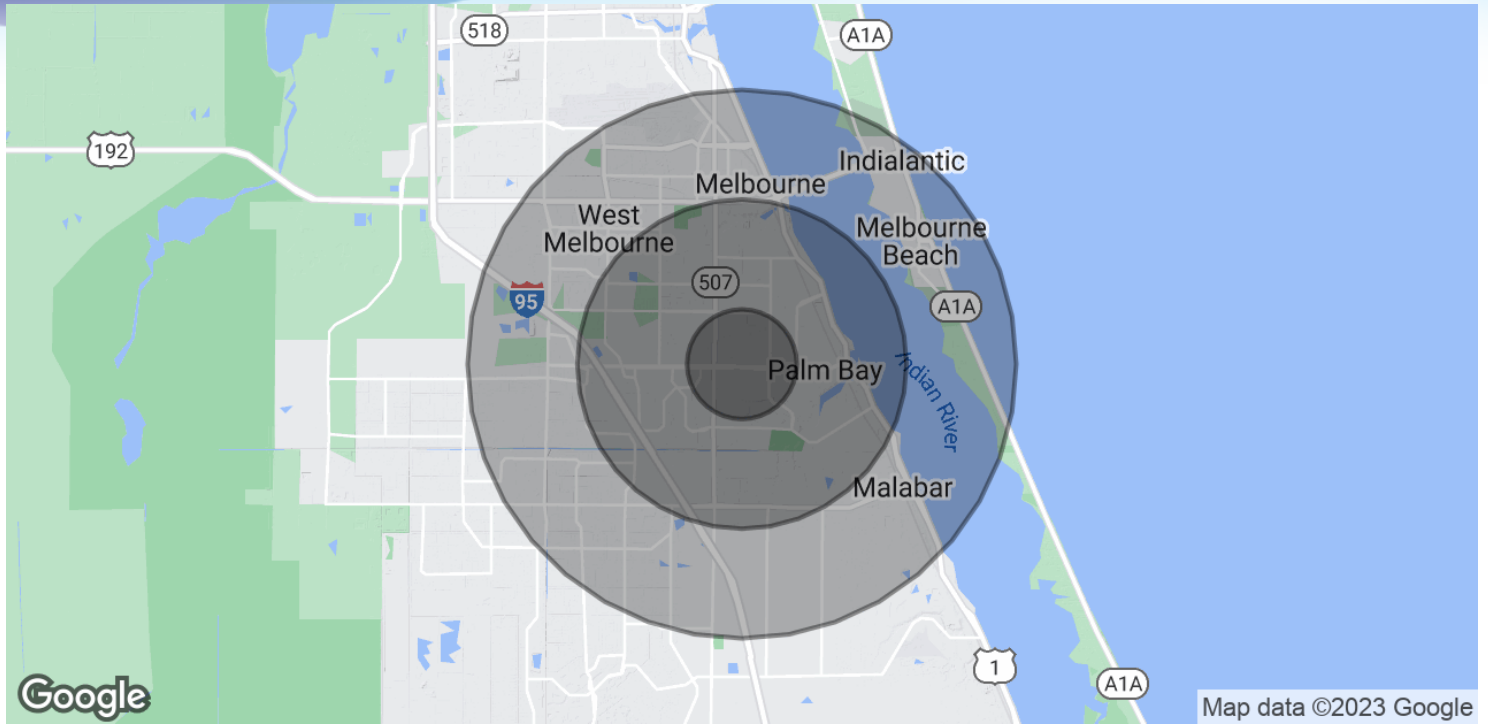 518
A1A
192
Indialantic
Melbourne
West
Melbourne
Melbourne
Beach
507
95
A1A
Palm Bay
Indian River
Malabar
1
A1A
Google
Map data ©2023 Google